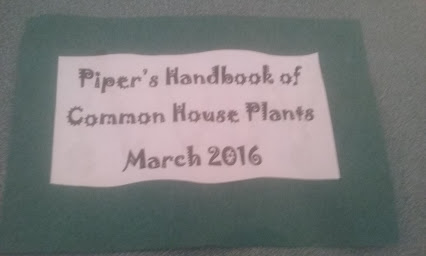 Piper's Handbook of
Common House Plants
March 2016